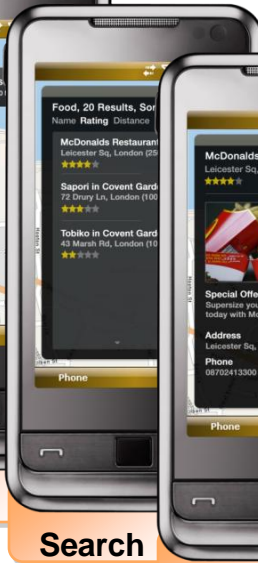 Food, 20 Results, Sor
Name Rating Distance
McDonalds Restaurant
Leicester Sq, London (25
Sapori in Covent Gard
72 Drury Ln, London (100
Tobiko in Covent Gard
43 Marsh Rd, London (10
Phone
Search
McDonalds
Leicester Sq,
Special Offe
Supersize you
today with Mc
Address
Leicester Sq,
Phone
08702413300
Phone